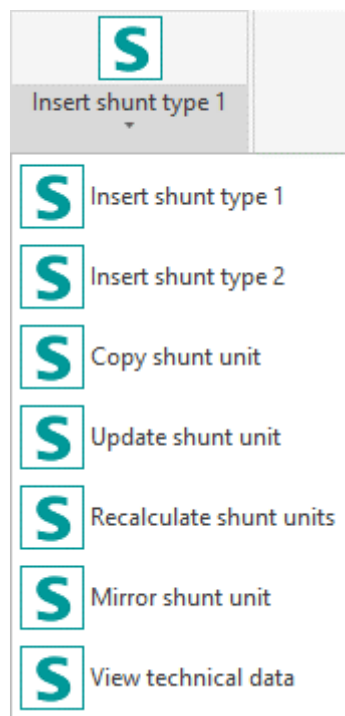 S
Insert shunt type 1
S Insert shunt type 1
S Insert shunt type 2
S Copy shunt unit
S Update shunt unit
S Recalculate shunt units
S Mirror shunt unit
S View technical data